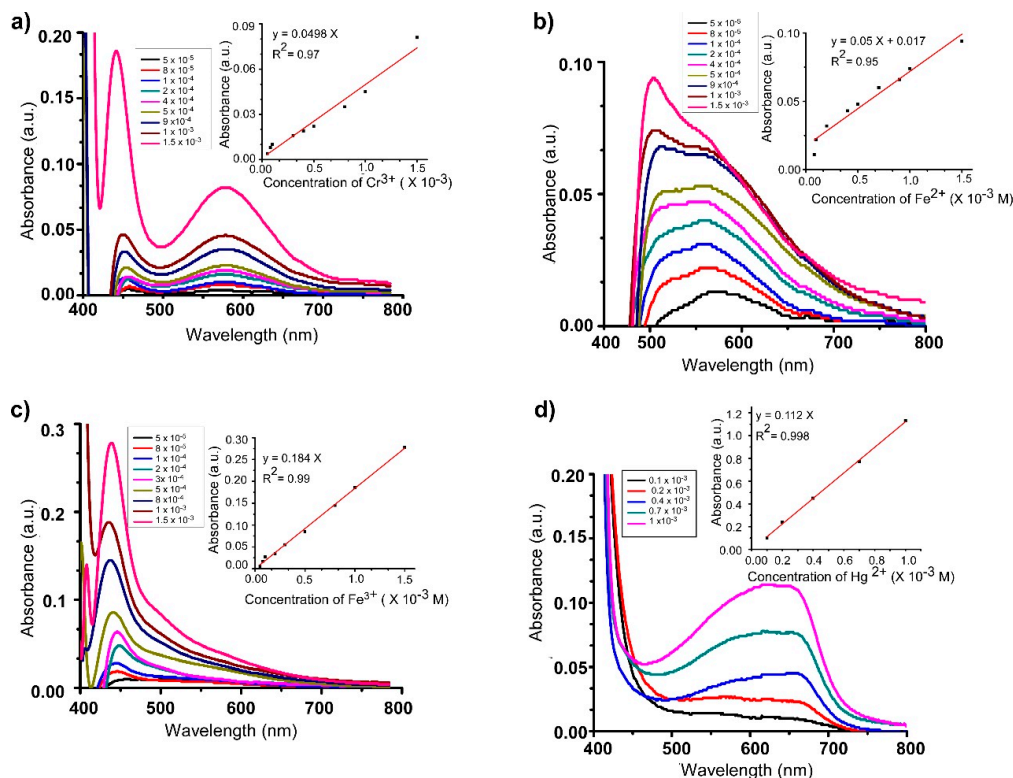 a)
Absorbance (a.u.)
0.20
0.15
0.10
0.05
0.00
400
500
600
700
800
Wavelength (nm)
5 x 10-5
8 x 10-5
1 x 10-4
2 x 10-4
4 x 10-4
5 x 10-4
9 x 10-4
1 x 10-3
1.5 x 10-3
y = 0.0498 X
R2 = 0.97
Absorbance (a.u.)
0.09
0.06
0.03
0.00
0.0
0.5
1.0
1.5
Concentration of Cr3+ ( X 10-3)
b)
Absorbance (a.u.)
0.10
0.05
0.00
400
500
600
700
800
Wavelength (nm)
5 x 10-5
8 x 10-5
1 x 10-4
2 x 10-4
4 x 10-4
5 x 10-4
9 x 10-4
1 x 10-3
1.5 x 10-3
y = 0.05 X + 0.017
R2 = 0.95
Absorbance (a.u.)
0.10
0.05
0.00
0.0
0.5
1.0
1.5
Concentration of Fe2+ (X 10-3 M)
c)
Absorbance (a.u.)
0.3
0.2
0.1
0.00
400
500
600
700
800
Wavelength (nm)
5 x 10-5
8 x 10-5
1 x 10-4
2 x 10-4
3x 10-4
5 x 10-4
8 x 10-4
1 x 10-3
1.5 x 10-3
y = 0.184 X
R2 = 0.99
Absorbance (a.u.)
0.30
0.25
0.20
0.15
0.10
0.05
0.00
0.0
0.5
1.0
1.5
Concentration of Fe3+ ( X 10-3 M)
d)
Absorbance (a.u.)
0.20
0.15
0.10
0.05
0.00
400
500
600
700
800
Wavelength (nm)
0.1 x 10-3
0.2 x 10-3
0.4 x 10-3
0.7 x 10-3
1 x10-3
y = 0.112 X
R2 = 0.998
Absorbance (a.u.)
1.2
1.0
0.8
0.6
0.4
0.2
0.00
0.0
0.2
0.4
0.6
0.8
1.0
Concentration of Hg 2+ (X 10-3 M)